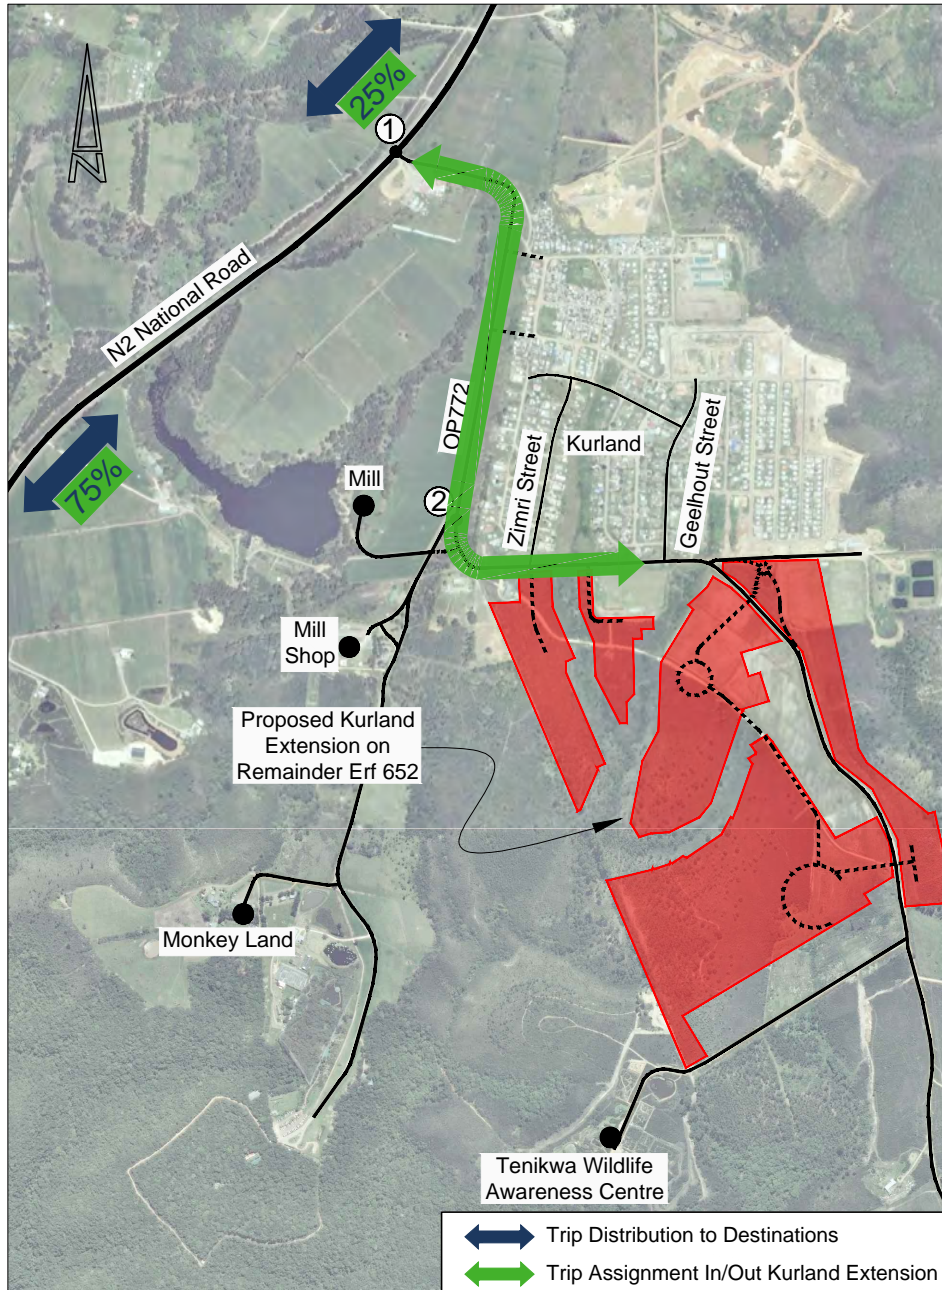 25%
1
N
N2 National Road
OP772
75%
Mill
2
Zimri Street
Kurland
Geelhout Street
Mill
Shop
Proposed Kurland
Extension on
Remainder Erf 652
Monkey Land
Tenikwa Wildlife
Awareness Centre
Trip Distribution to Destinations
Trip Assignment In/Out Kurland Extension